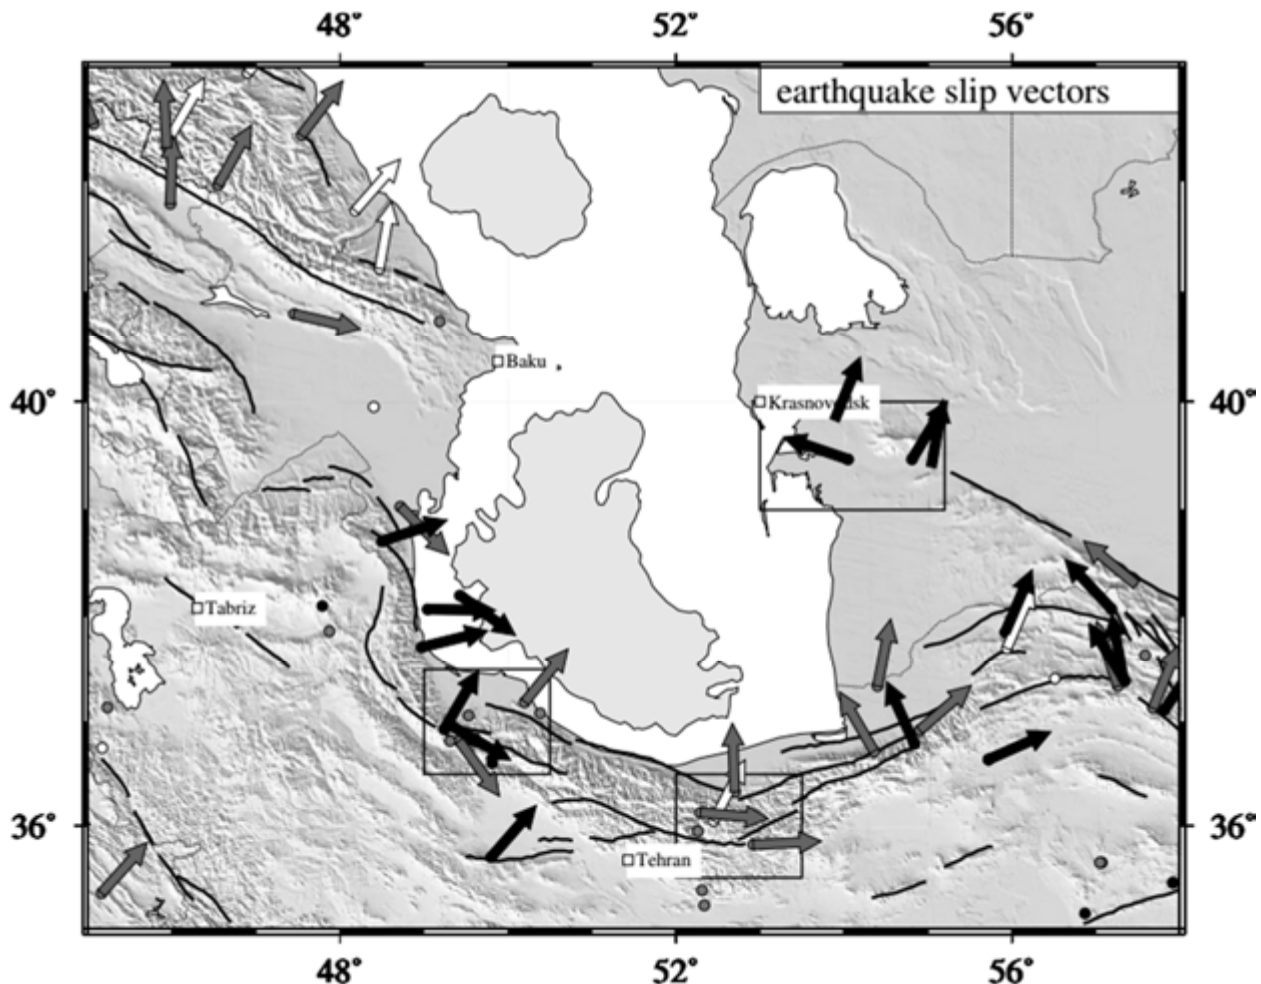 48° 52° 56°
earthquake slip vectors
Baku
40° Krasnovodsk 40°
Tabriz
36° 36°
Tehran
48° 52° 56°